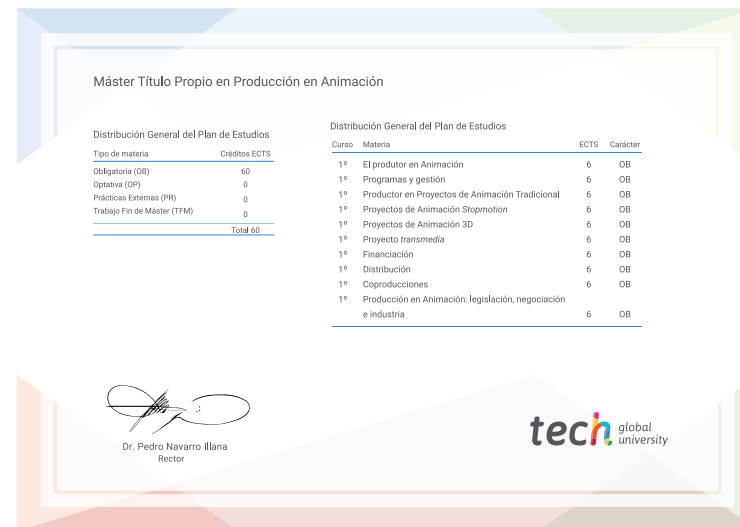 Máster Título Propio en Producción en Animación
Distribución General del Plan de Estudios
Tipo de materia Créditos ECTS
Obligatoria (OB) 60
Optativa (OP) 0
Prácticas Externas (PR) 0
Trabajo Fin de Máster (TFM) 0
Total 60
Distribución General del Plan de Estudios
Curso Materia ECTS Carácter
1º El produtor en Animación 6 OB
1º Programas y gestión 6 OB
1º Productor en Proyectos de Animación Tradicional 6 OB
1º Proyectos de Animación Stopmotion 6 OB
1º Proyectos de Animación 3D 6 OB
1º Proyecto transmedia 6 OB
1º Financiación 6 OB
1º Distribución 6 OB
1º Coproducciones 6 OB
1º Producción en Animación: legislación, negociación
e industria 6 OB
Dr. Pedro Navarro Illana
Rector
tech global
university